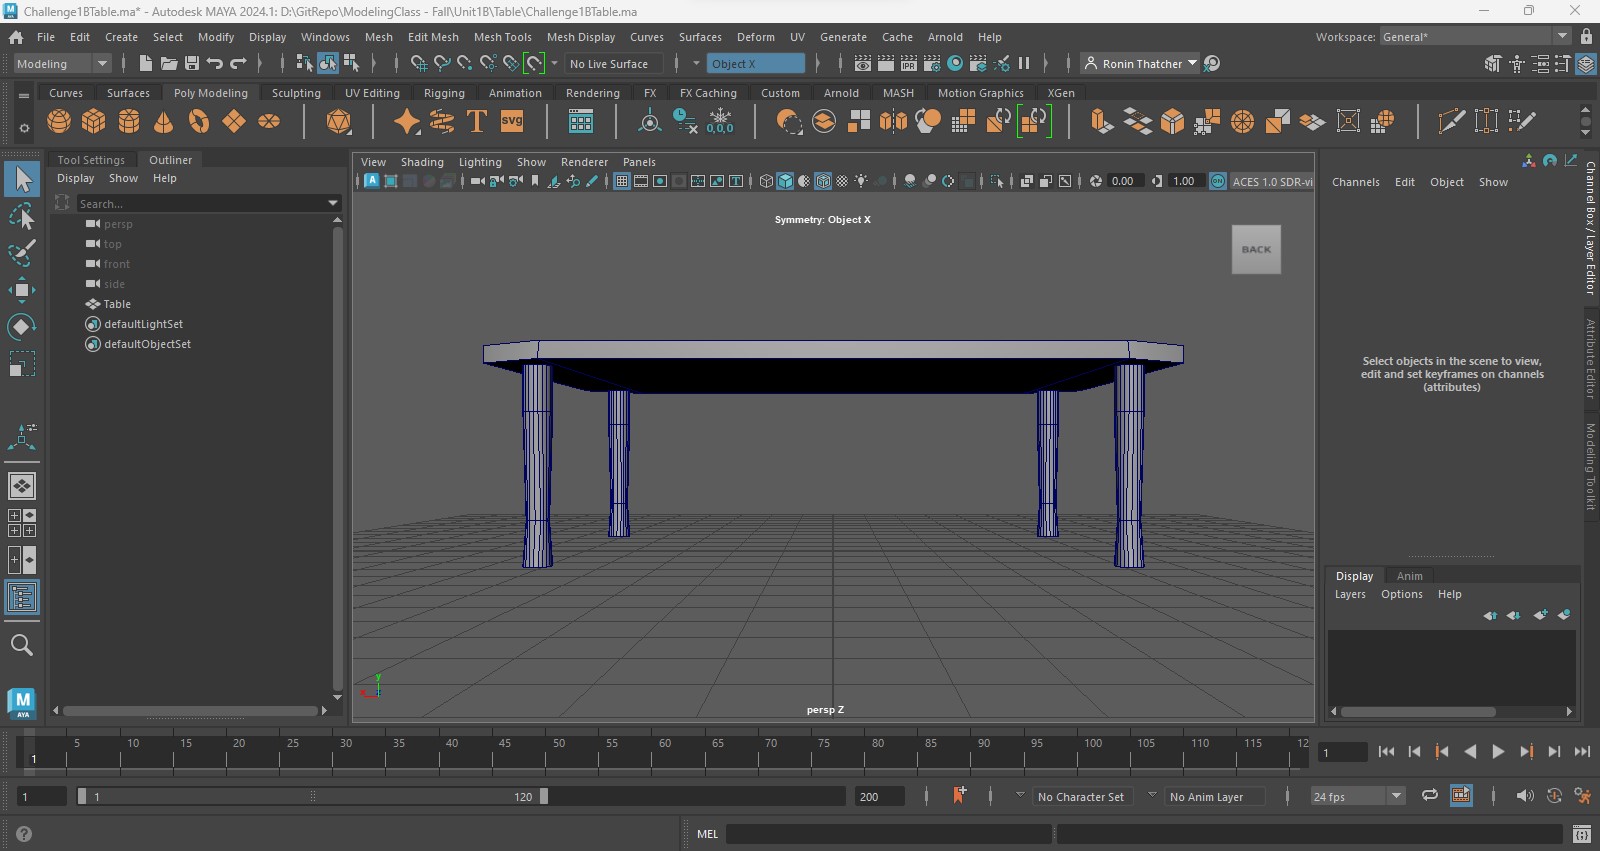 Challenge1BTable.ma* - Autodesk MAYA 2024.1: D:\GitRepo\ModelingClass - Fall\Unit1B\Table\Challenge1BTable.ma
File Edit Create Select Modify Display Windows Mesh Edit Mesh Mesh Tools Mesh Display Curves Surfaces Deform UV Generate Cache Arnold Help Workspace: General*
Modeling No Live Surface Object X IPR Ronin Thatcher
Curves Surfaces Poly Modeling Sculpting UV Editing Rigging Animation Rendering FX FX Caching Custom Arnold MASH Motion Graphics XGen
T SVG 0,0,0
Tool Settings Outliner
Display Show Help
Search...
persp
top
front
side
Table
defaultLightSet
defaultObjectSet
View Shading Lighting Show Renderer Panels
A 0.00 1.00 ON ACES 1.0 SDR-vi
Symmetry: Object X
BACK
y
x z
persp Z
Channels Edit Object Show
Select objects in the scene to view,
edit and set keyframes on channels
(attributes)
Channel Box / Layer Editor
Attribute Editor
Modeling Toolkit
Display Anim
Layers Options Help
M
AYA
5 10 15 20 25 30 35 40 45 50 55 60 65 70 75 80 85 90 95 100 105 110 115 12
1 1
1 1 120 200 No Character Set No Anim Layer 24 fps
? MEL